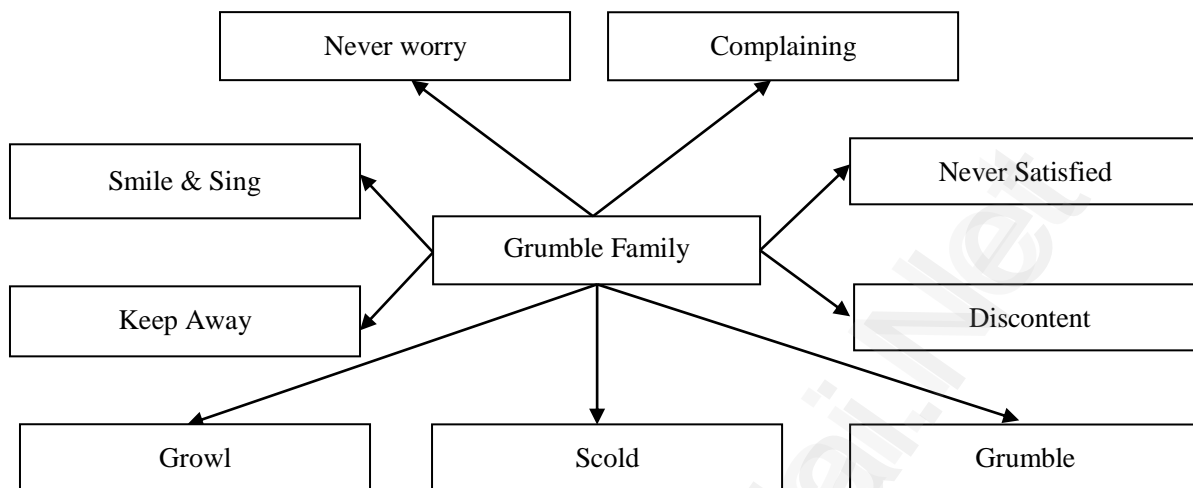 Never worry
Complaining
Smile & Sing
Never Satisfied
Grumble Family
Keep Away
Discontent
Growl
Scold
Grumble